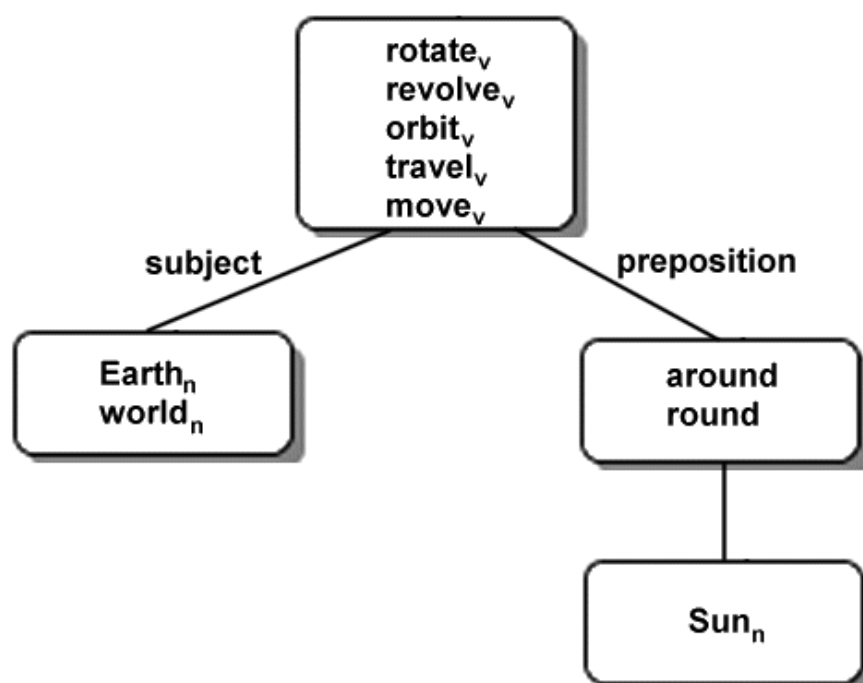 rotateᵥ
revolveᵥ
orbitᵥ
travelᵥ
moveᵥ
subject
preposition
Earthₙ
worldₙ
around
round
Sunₙ